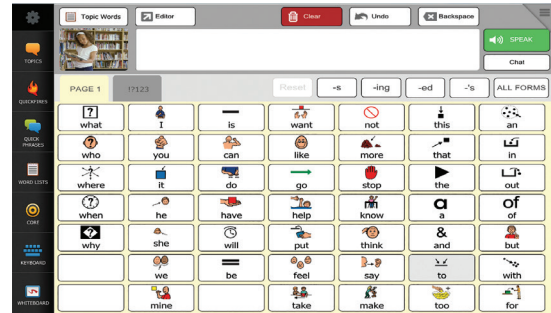 Topic Words Editor Clear Undo Backspace
SPEAK
TOPICS
Chat
PAGE 1 !?123 Reset -s -ing -ed -'s ALL FORMS
QUICKFIRES
? what I is want not this an
QUICK PHRASES
? who you can like more that in
WORD LISTS
where it do go stop the out
CORE
? when he have help know a a of of
KEYBOARD
? why she will put think & and but
we be feel say to with
WHITEBOARD
mine take make too for